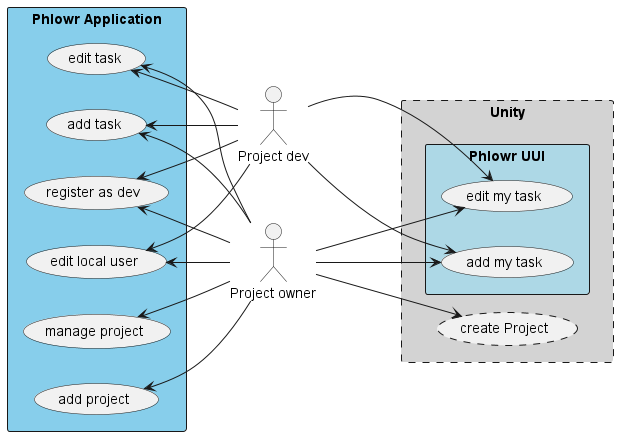 Phlowr Application
edit task
add task
register as dev
edit local user
manage project
add project
Project dev
Project owner
Unity
Phlowr UUI
edit my task
add my task
create Project